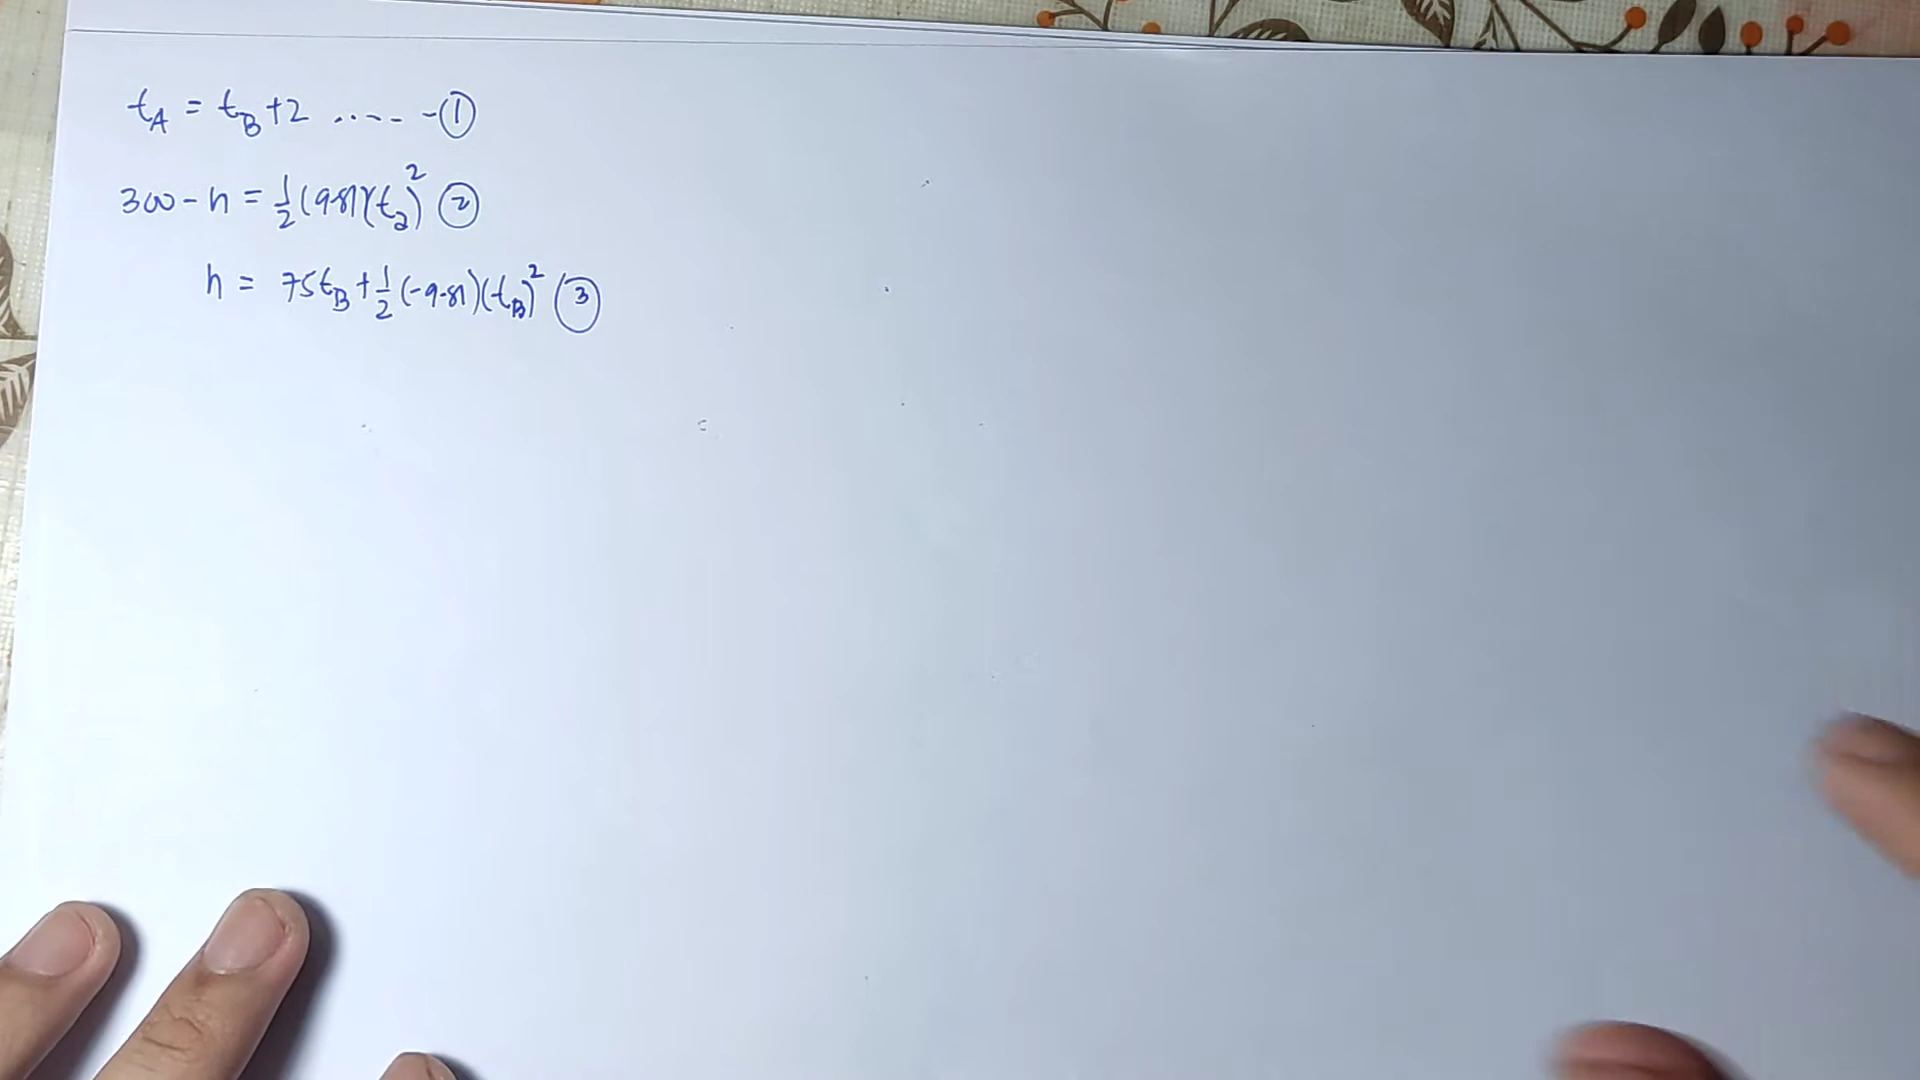 t_A = t_B + 2 ..... - ①
300 - h = 1/2 (9.81)(t_a)^2 ②
h = 75t_B + 1/2 (-9.81)(t_B)^2 ③